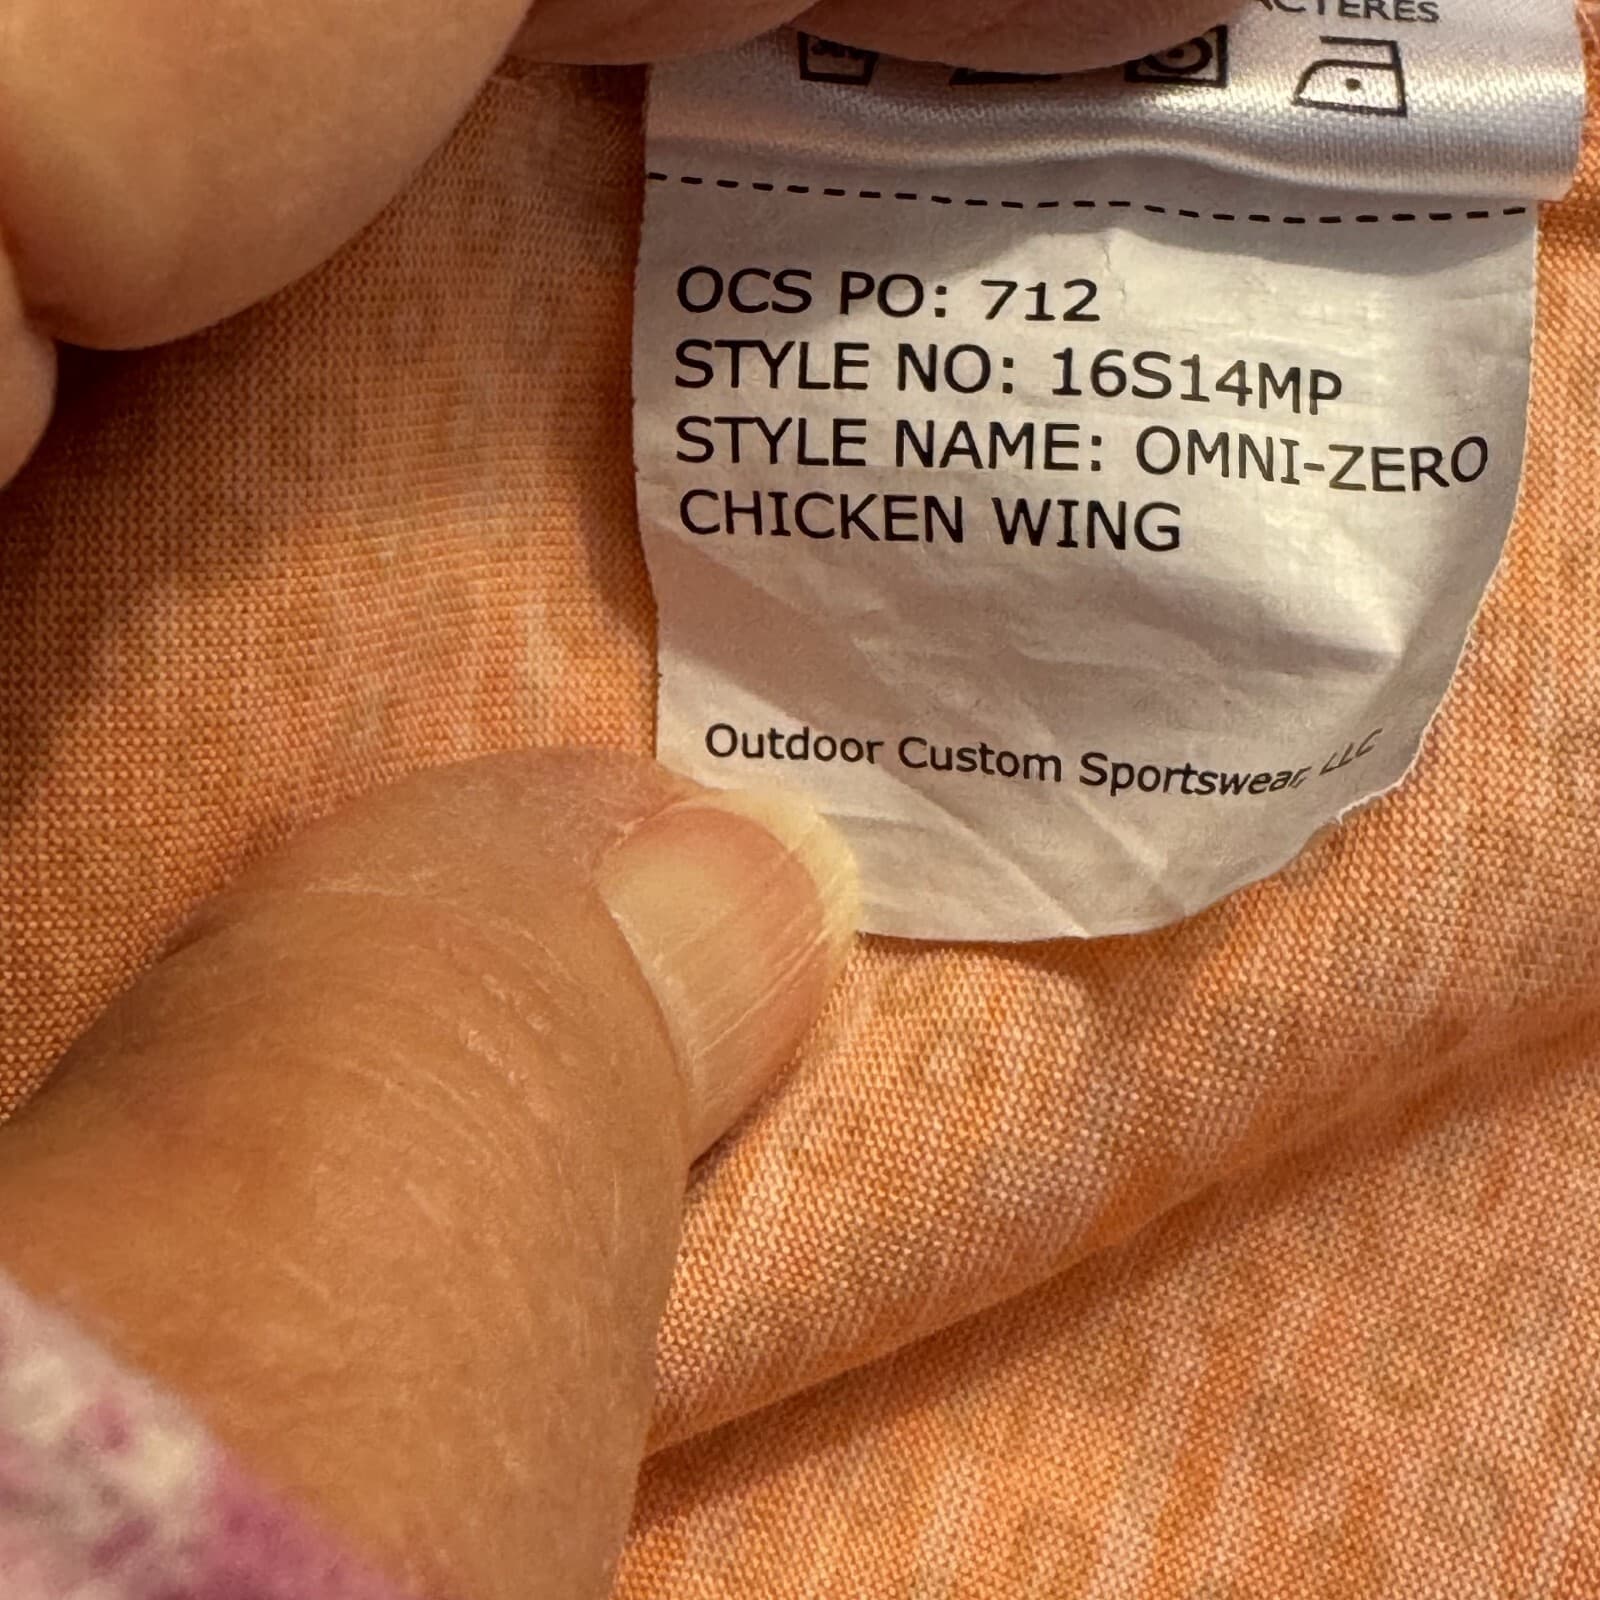 OCS PO: 712
STYLE NO: 16S14MP
STYLE NAME: OMNI-ZERO
CHICKEN WING
Outdoor Custom Sportswear, LLC